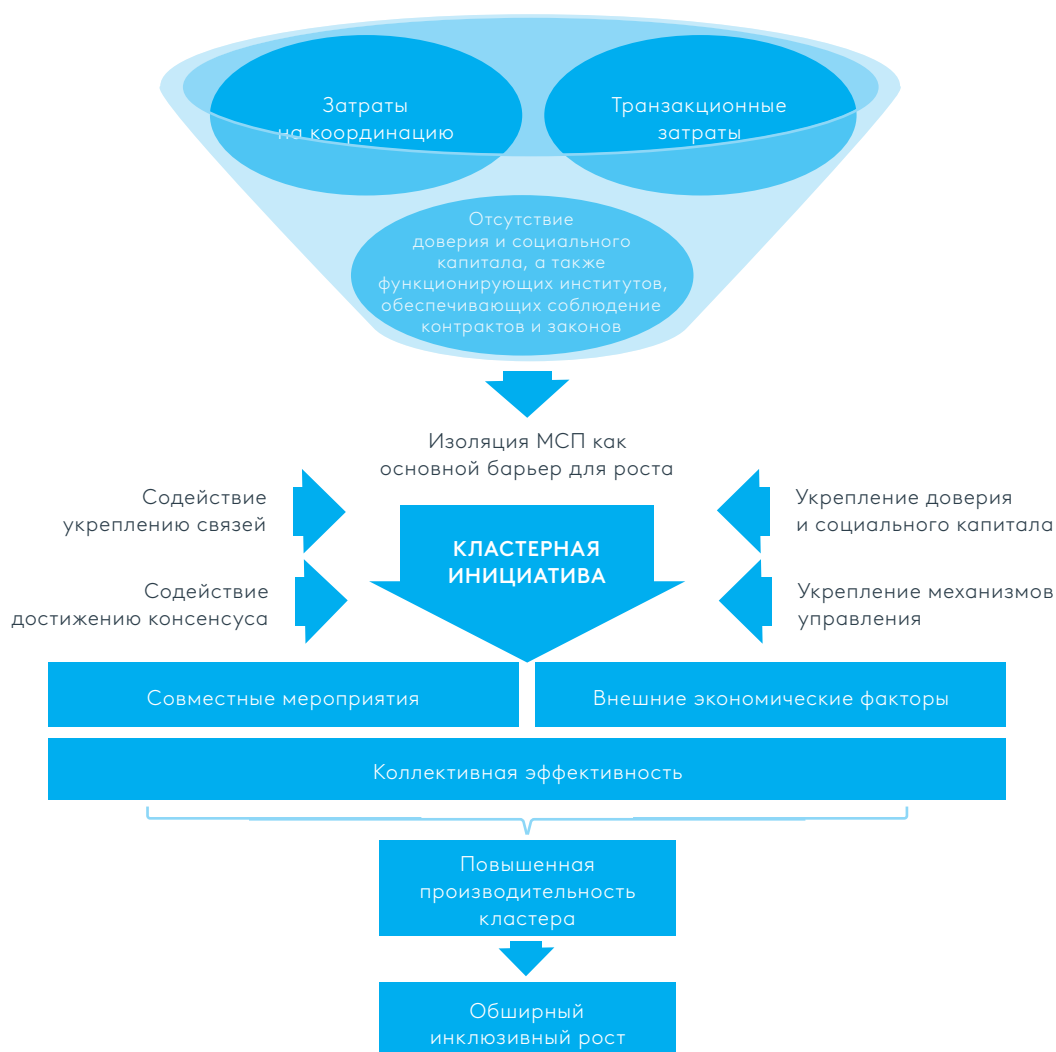 Затраты
на координацию
Транзакционные
затраты
Отсутствие
доверия и социального
капитала, а также
функционирующих институтов,
обеспечивающих соблюдение
контрактов и законов
Изоляция МСП как
основной барьер для роста
Содействие
укреплению связей
Укрепление доверия
и социального капитала
КЛАСТЕРНАЯ
ИНИЦИАТИВА
Содействие
достижению консенсуса
Укрепление механизмов
управления
Совместные мероприятия
Внешние экономические факторы
Коллективная эффективность
Повышенная
производительность
кластера
Обширный
инклюзивный рост